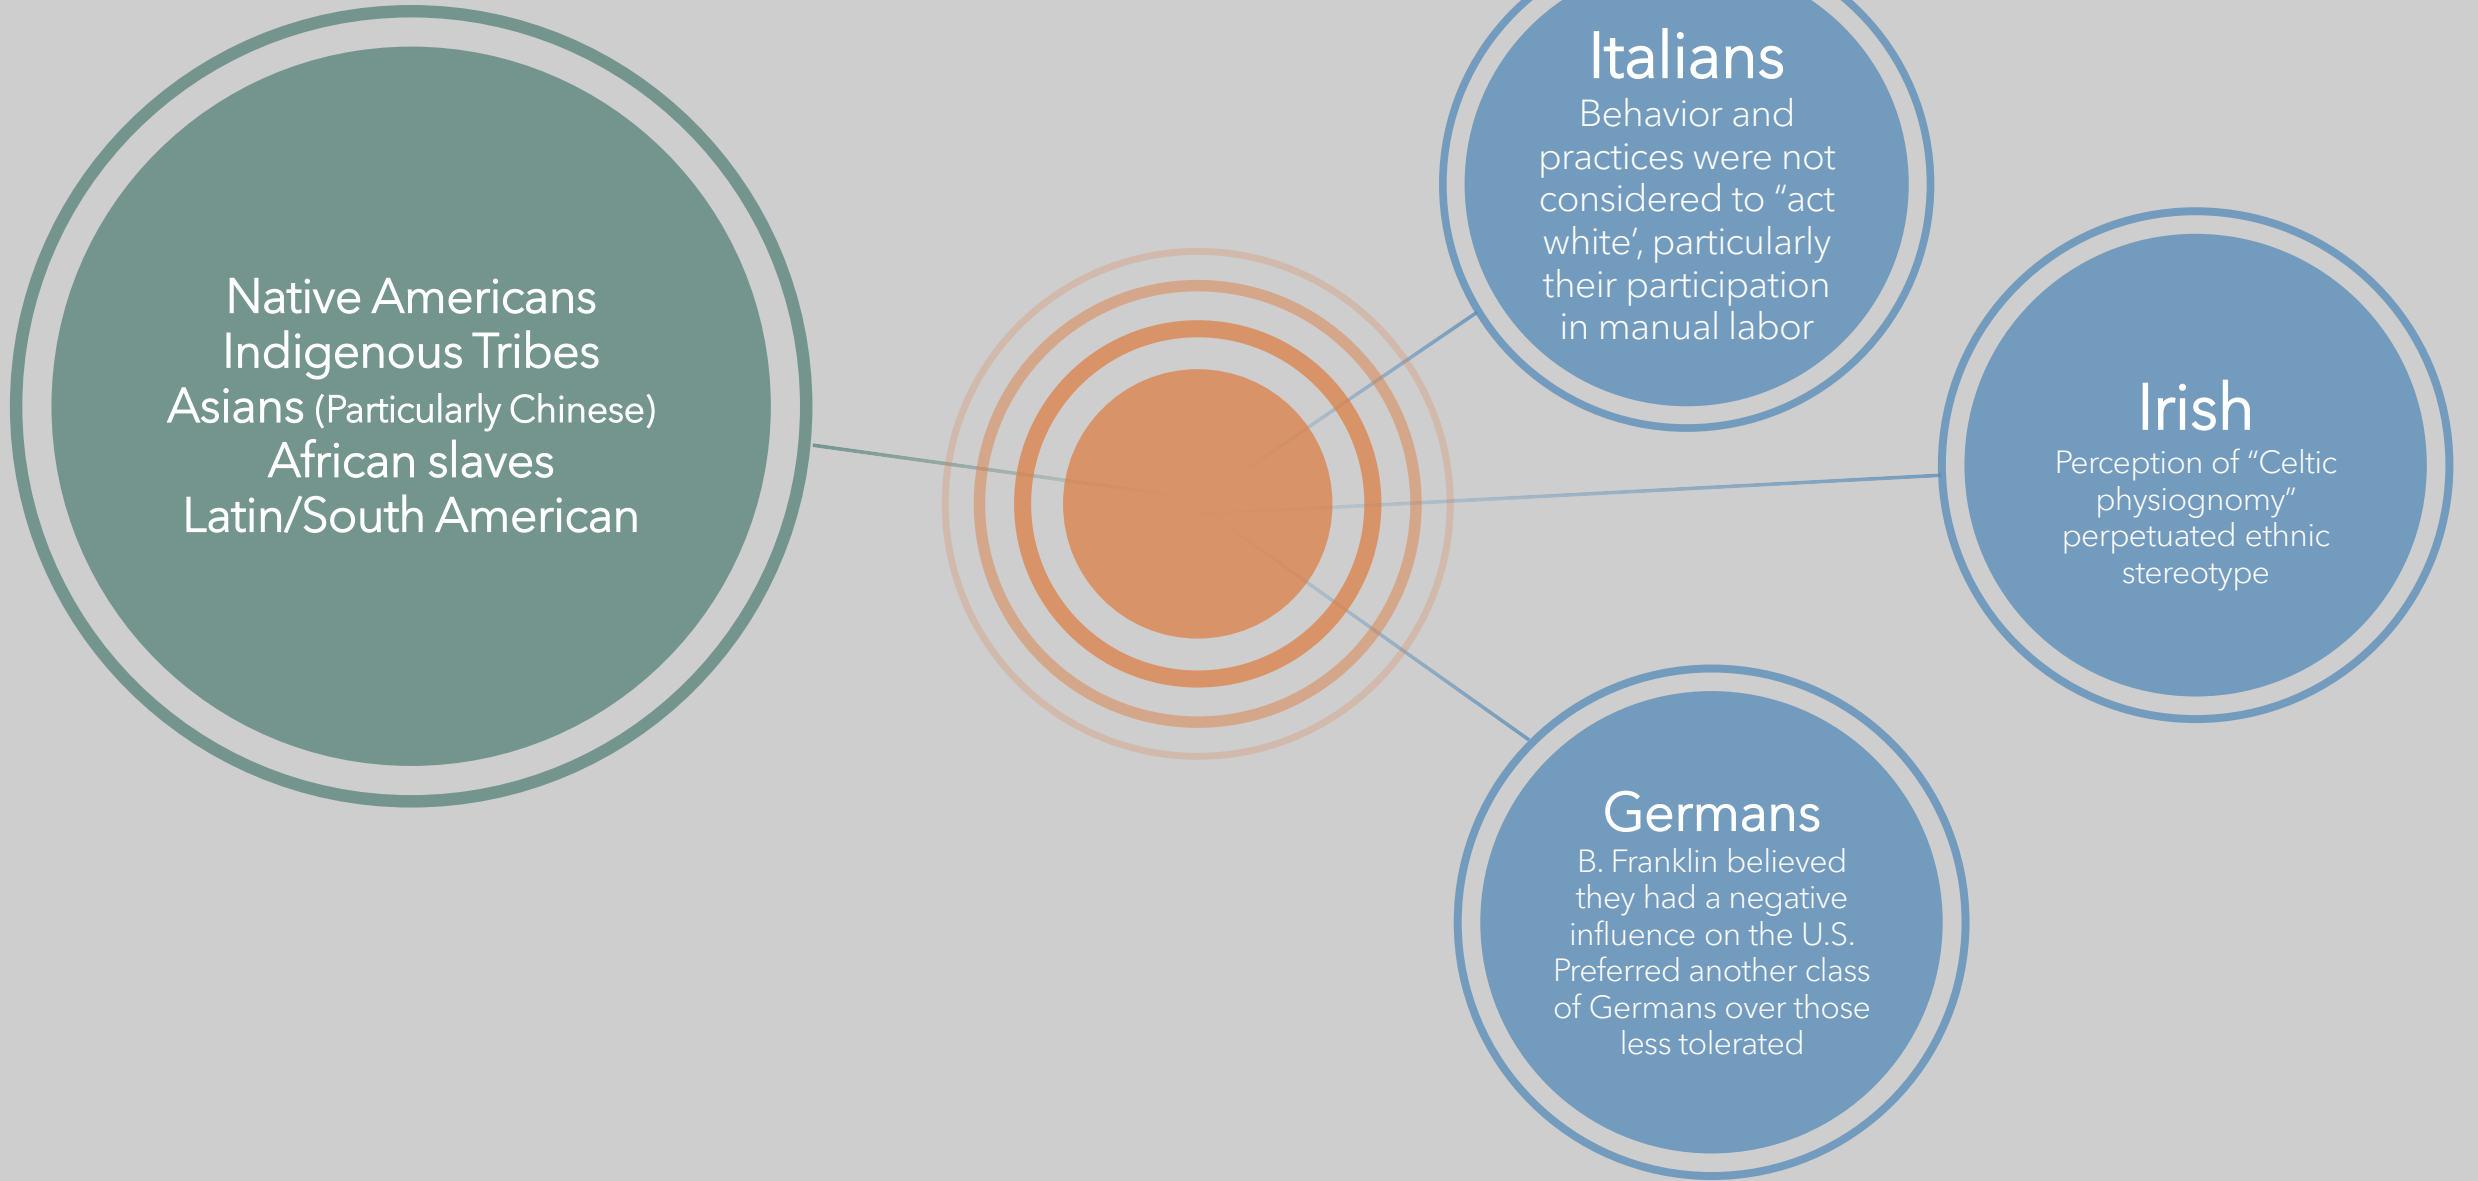 Native Americans
Indigenous Tribes
Asians (Particularly Chinese)
African slaves
Latin/South American
Italians
Behavior and
practices were not
considered to “act
white’, particularly
their participation
in manual labor
Irish
Perception of “Celtic
physiognomy”
perpetuated ethnic
stereotype
Germans
B. Franklin believed
they had a negative
influence on the U.S.
Preferred another class
of Germans over those
less tolerated